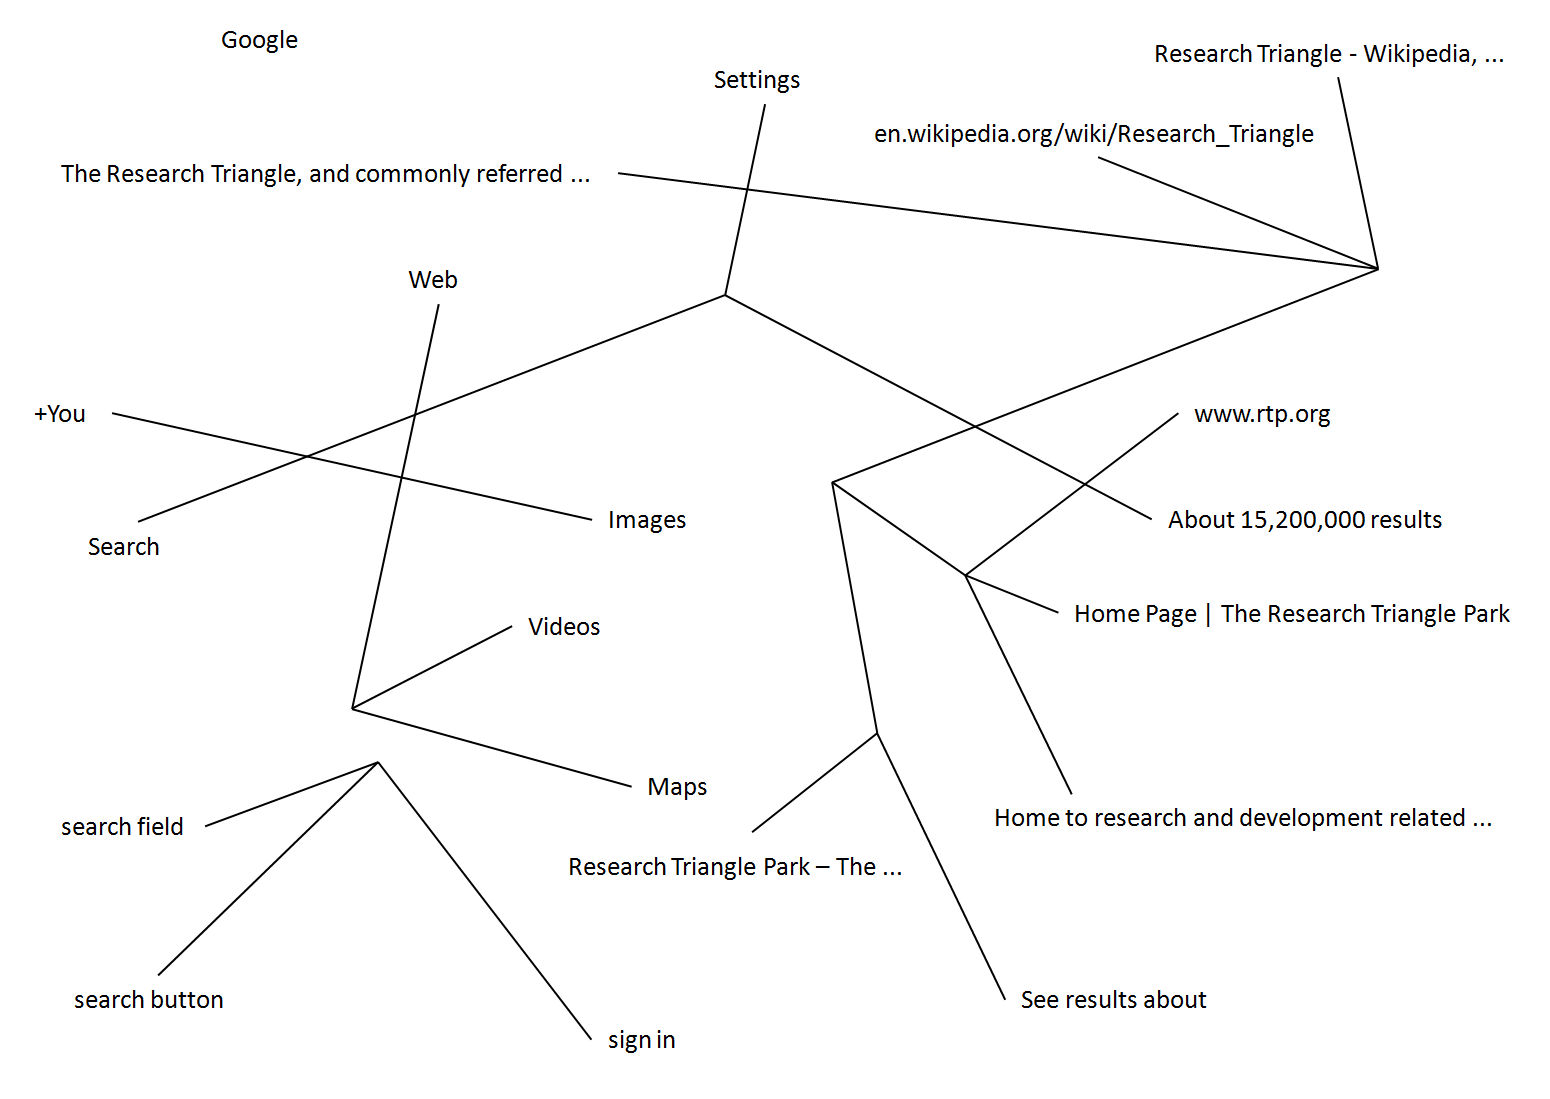 Google
Research Triangle - Wikipedia, ...
Settings
en.wikipedia.org/wiki/Research_Triangle
The Research Triangle, and commonly referred ...
Web
+You
www.rtp.org
Images
About 15,200,000 results
Search
Home Page | The Research Triangle Park
Videos
Maps
Home to research and development related ...
search field
Research Triangle Park – The ...
search button
See results about
sign in